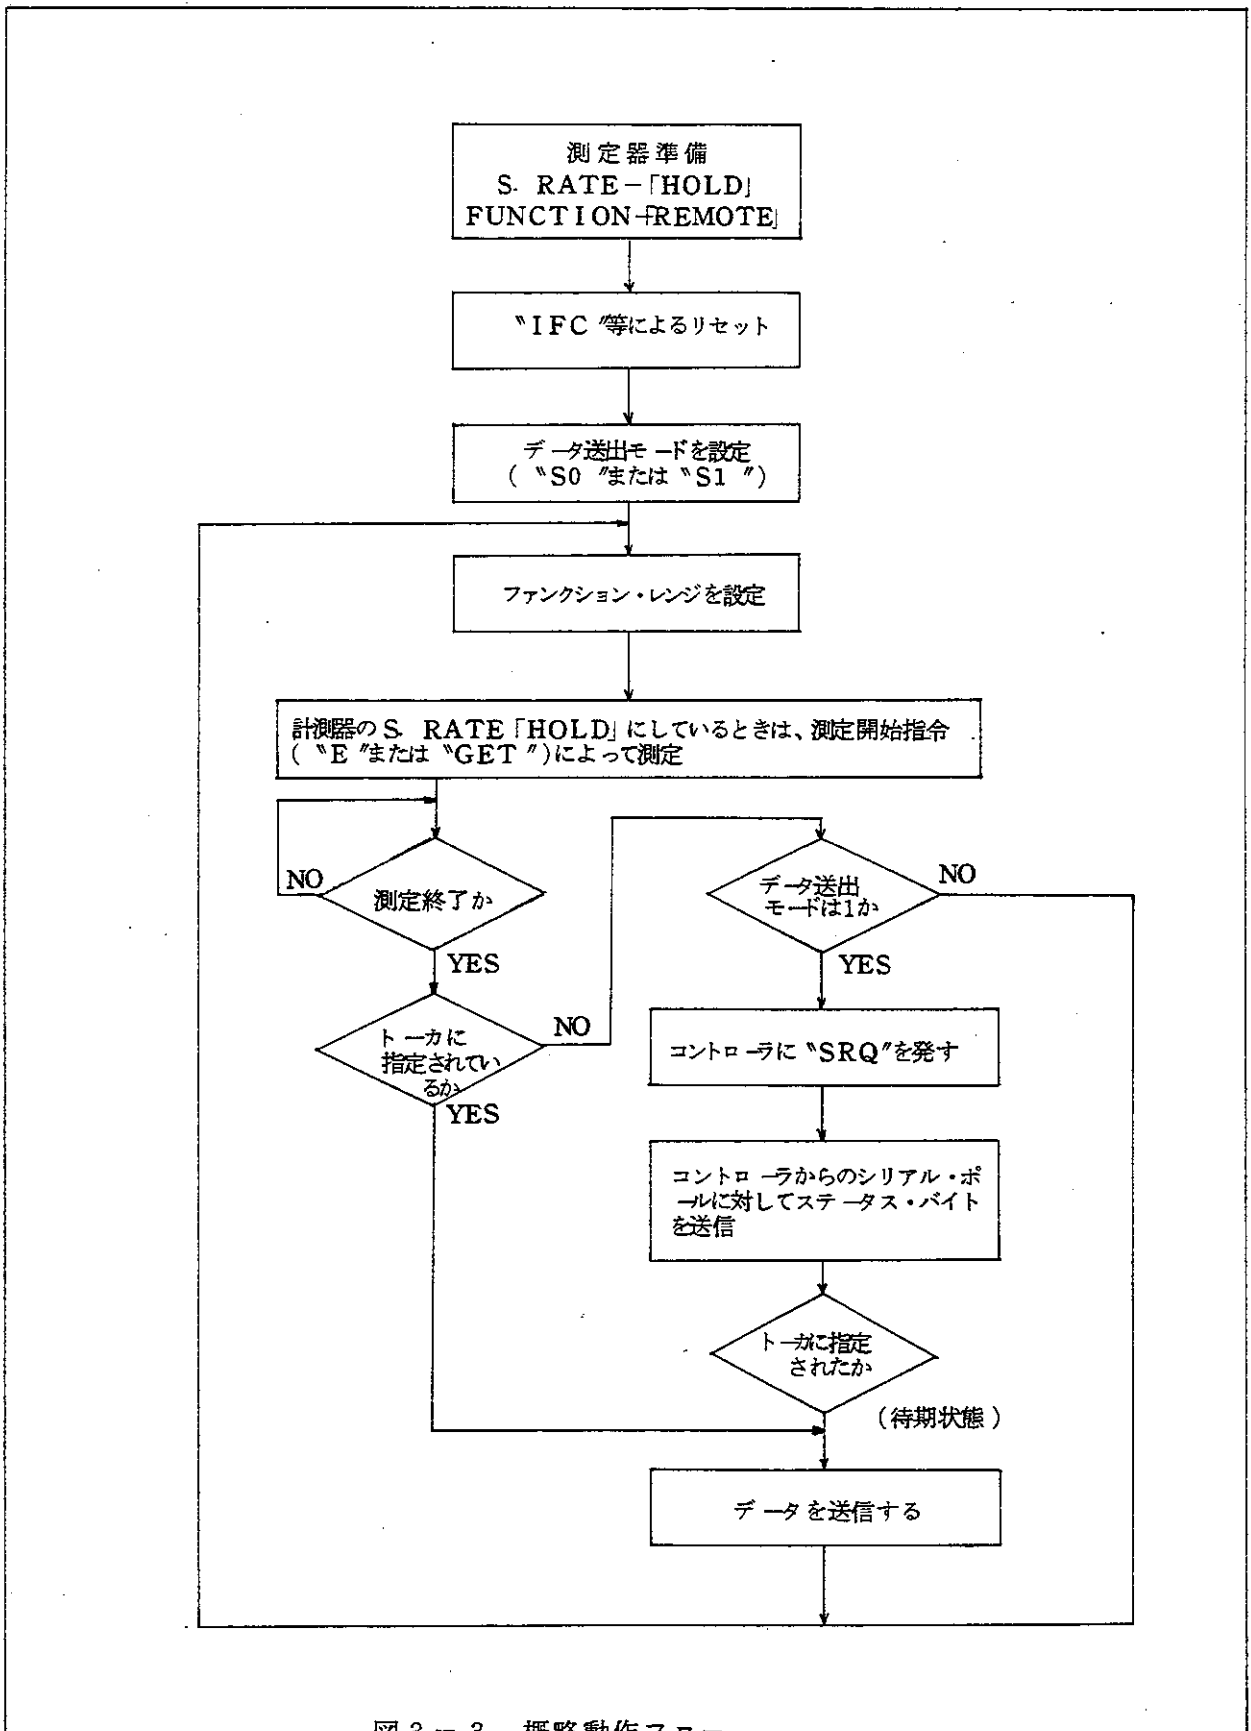 測定器準備
S. RATE－「HOLD」
FUNCTION－「REMOTE」
〝IFC〞等によるリセット
データ送出モードを設定
(〝S0〞または〝S1〞)
ファンクション・レンジを設定
計測器のS. RATE「HOLD」にしているときは、測定開始指令
(〝E〞または〝GET〞)によって測定
NO
測定終了か
YES
トーカに
指定されてい
るか
NO
YES
データ送出
モードは1か
NO
YES
コントローラに〝SRQ〞を発す
コントローラからのシリアル・ポ
ールに対してステータス・バイト
を送信
トーカに指定
されたか
(待期状態)
データを送信する
概略動作フロー